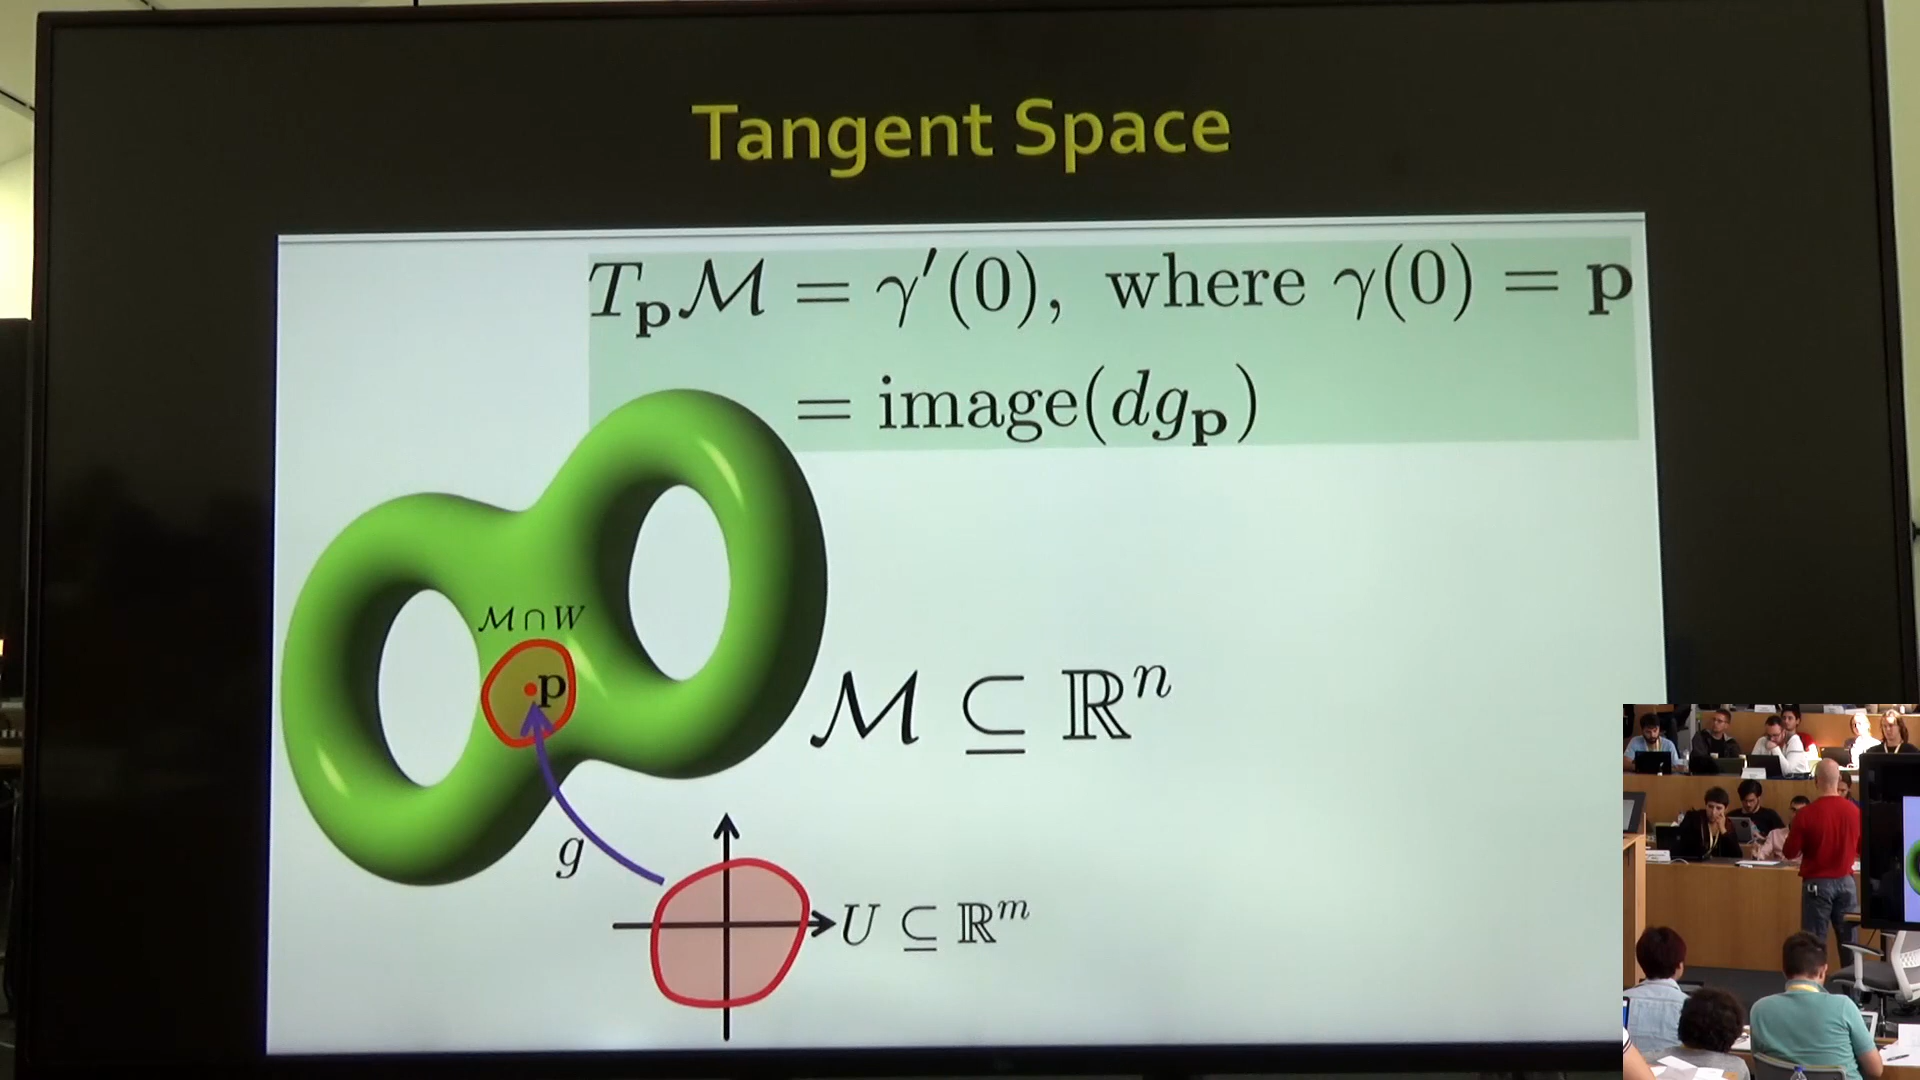 Tangent Space
T_𝐩ℳ = γ′(0), where γ(0) = 𝐩
= image(dg_𝐩)
ℳ ∩ W
𝐩
ℳ ⊆ ℝⁿ
g
U ⊆ ℝᵐ